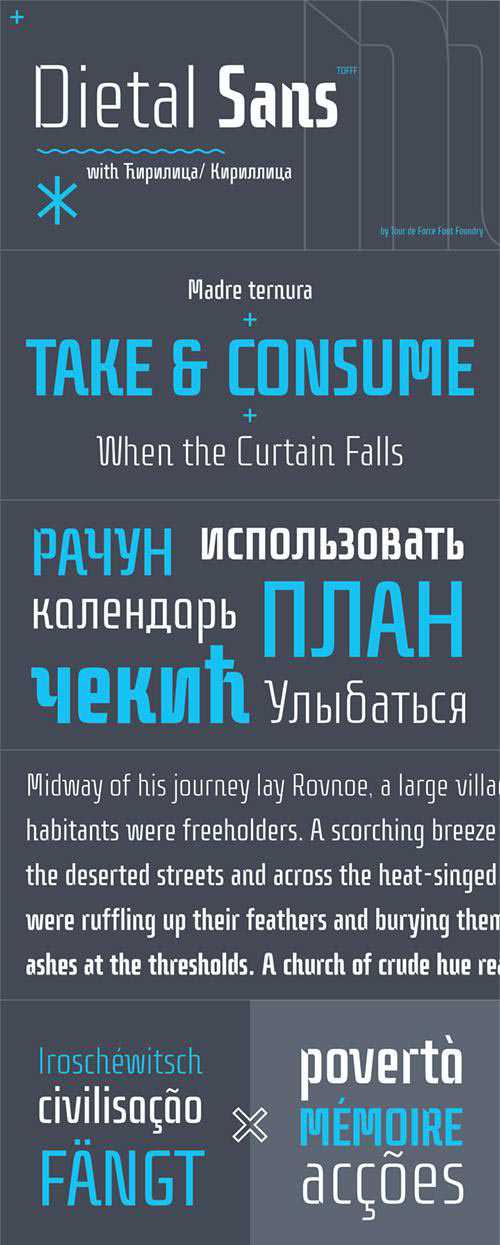 Dietal Sans TOFFF
with Ћирилица/ Кириллица
by Tour de Force Font Foundry
Madre ternura
+
TAKE & CONSUME
+
When the Curtain Falls
РАЧУН использовать
календарь ПЛАН
чекић Улыбаться
Midway of his journey lay Rovnoe, a large villa
habitants were freeholders. A scorching breeze
the deserted streets and across the heat-singed
were ruffling up their feathers and burying them
ashes at the thresholds. A church of crude hue rea
Iroschéwitsch
civilisação
FÄNGT
povertà
MÉMOIRE
acções